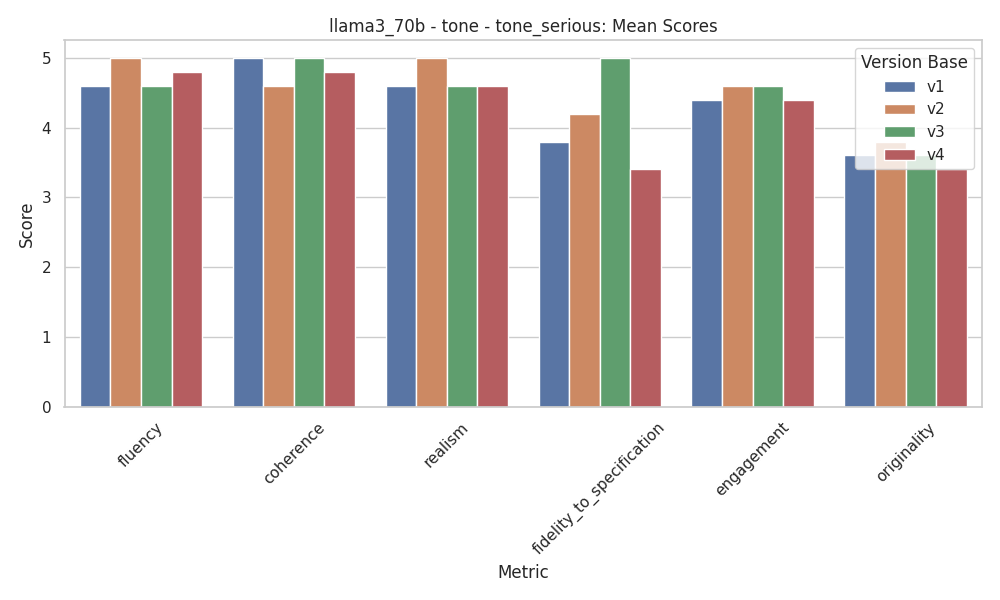 llama3_70b - tone - tone_serious: Mean Scores
Version Base
v1
v2
v3
v4
Score
5
4
3
2
1
0
fluency
coherence
realism
fidelity_to_specification
engagement
originality
Metric